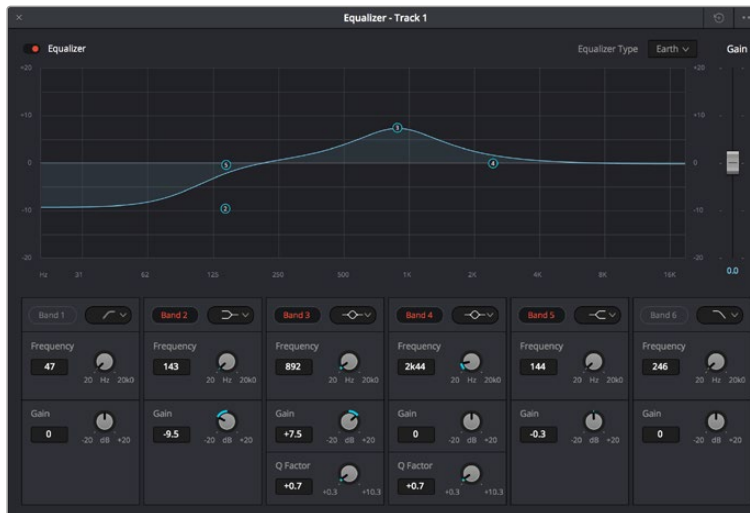 Equalizer - Track 1
Equalizer
Equalizer Type Earth Gain
+20 +20
+10 +10
3
0 5 4 0
-10 2 -10
-20 -20
Hz 31 62 125 250 500 1K 2K 4K 8K 16K 0.0
Band 1 Band 2 Band 3 Band 4 Band 5 Band 6
Frequency Frequency Frequency Frequency Frequency Frequency
47 143 892 2k44 144 246
20 Hz 20k0 20 Hz 20k0 20 Hz 20k0 20 Hz 20k0 20 Hz 20k0 20 Hz 20k0
Gain Gain Gain Gain Gain Gain
0 -9.5 +7.5 0 -0.3 0
-20 dB +20 -20 dB +20 -20 dB +20 -20 dB +20 -20 dB +20 -20 dB +20
Q Factor Q Factor
+0.7 +0.7
+0.3 +10.3 +0.3 +10.3